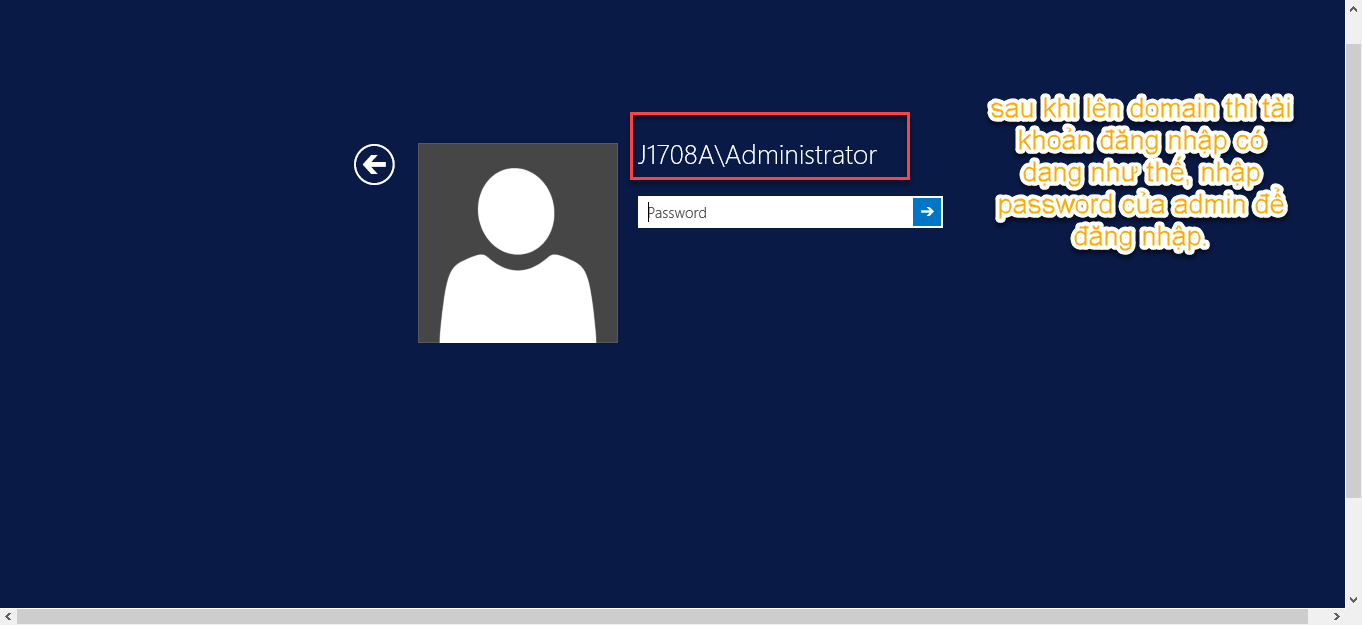 J1708A\Administrator
Password
sau khi lên domain thì tài
khoản đăng nhập có
dạng như thế, nhập
password của admin để
đăng nhập.